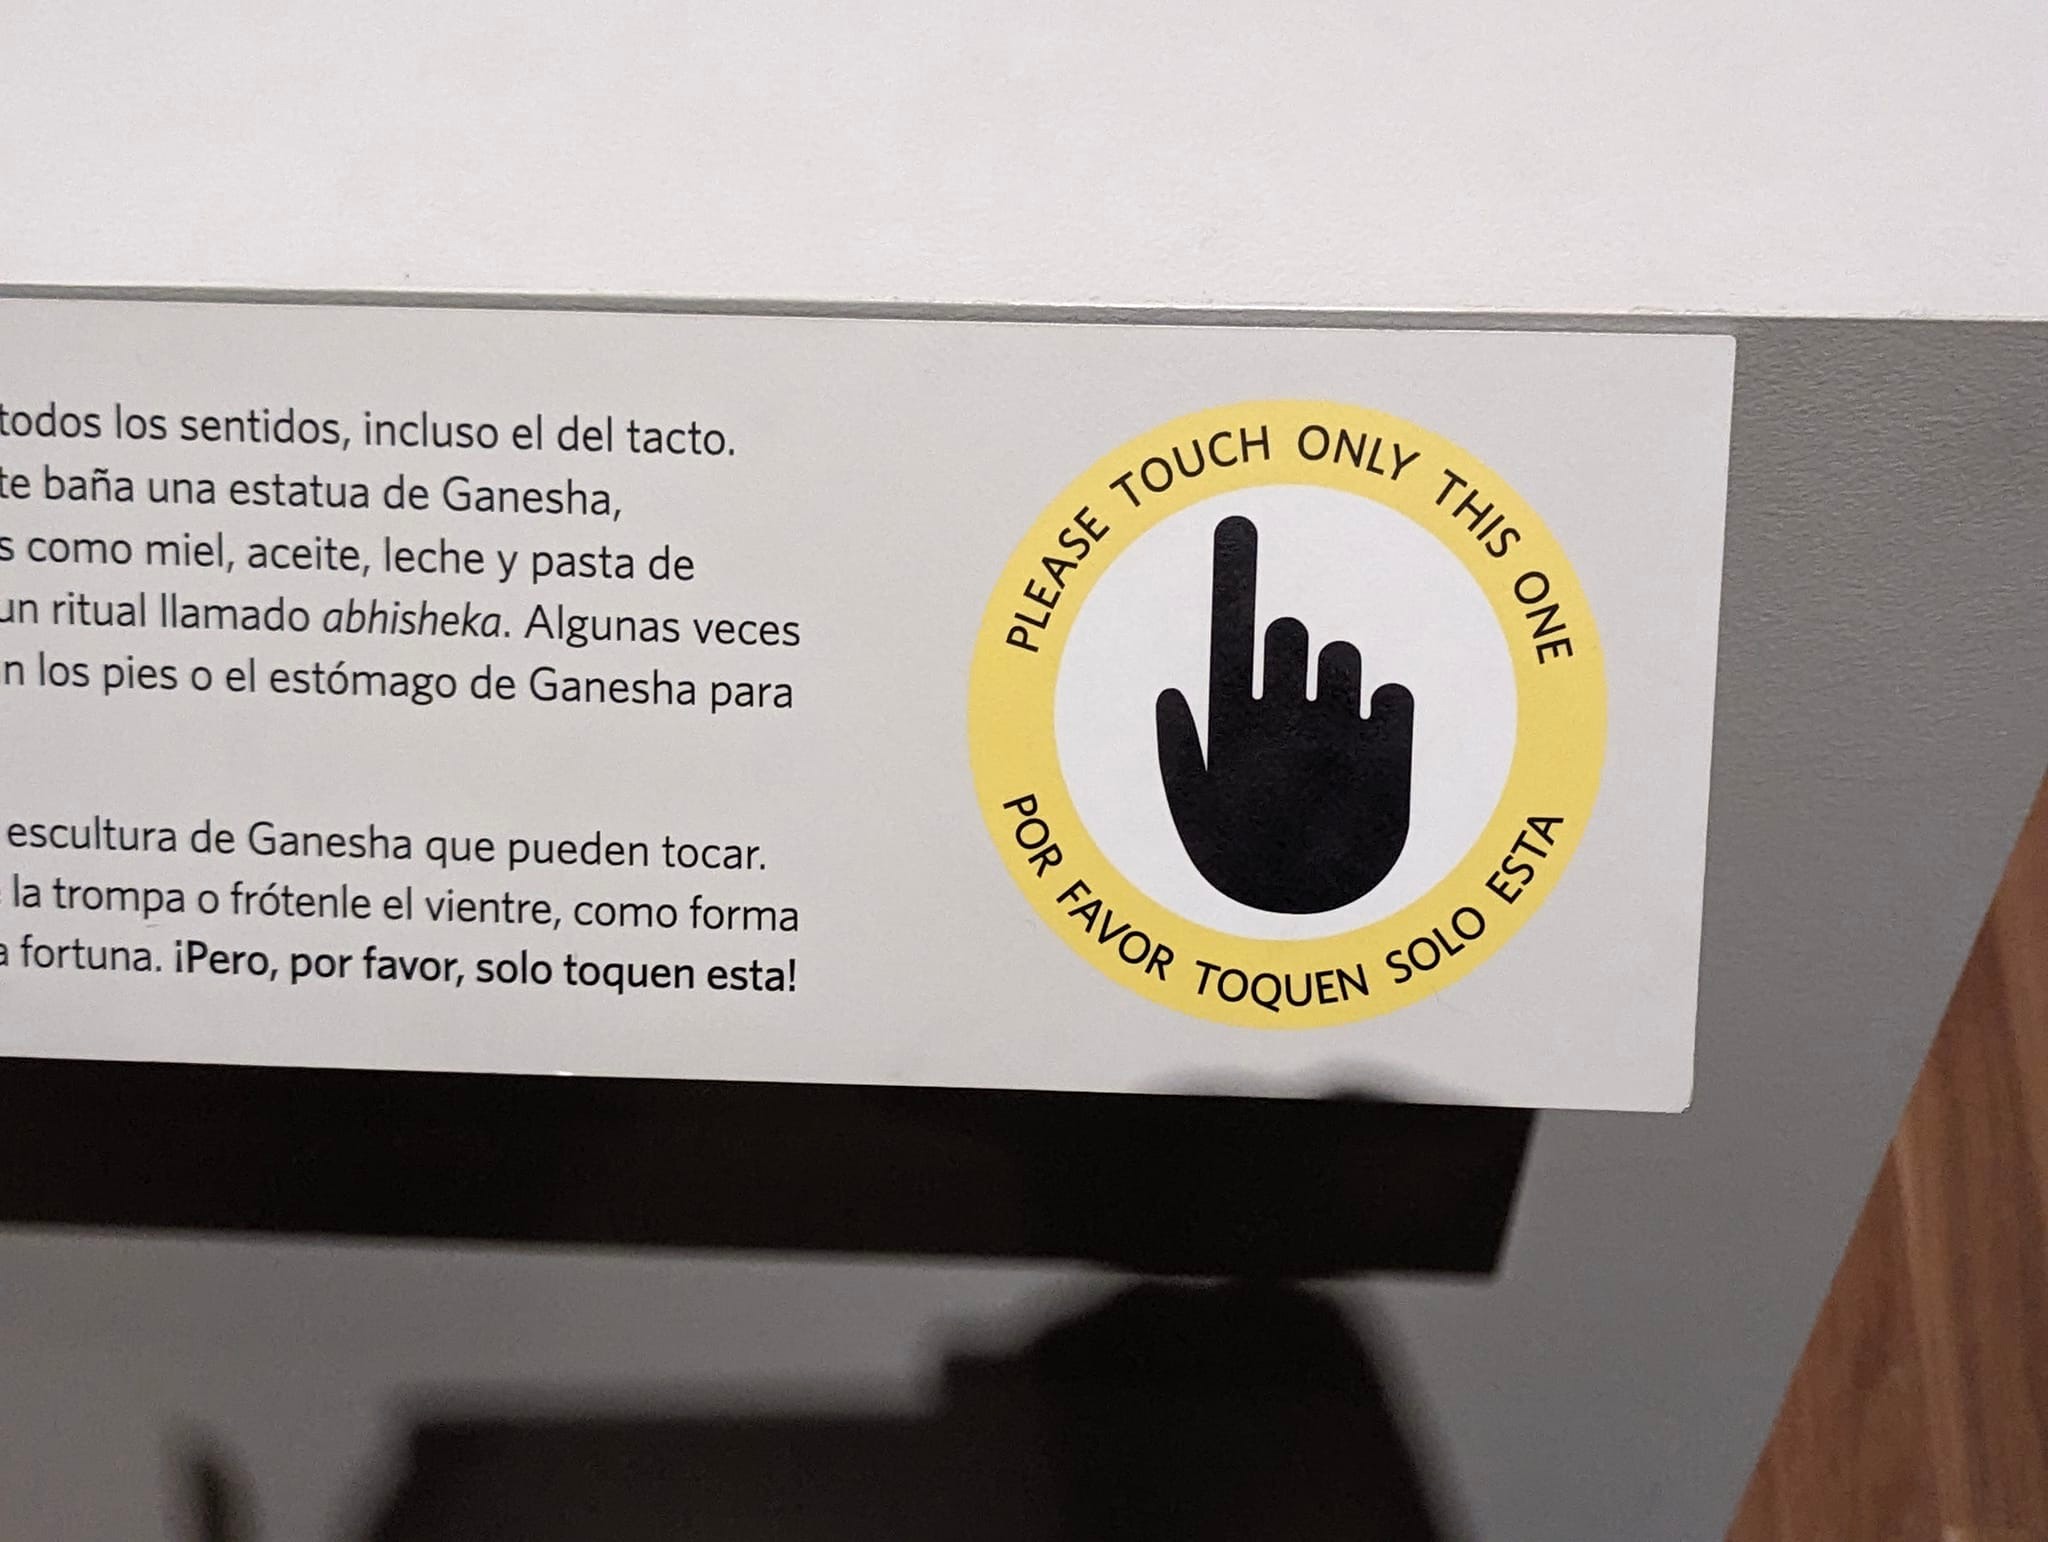 todos los sentidos, incluso el del tacto.
baña una estatua de Ganesha,
como miel, aceite, leche y pasta de
un ritual llamado abhisheka. Algunas veces
los pies o el estómago de Ganesha para
escultura de Ganesha que pueden tocar.
la trompa o frótenle el vientre, como forma
fortuna. ¡Pero, por favor, solo toquen esta!
PLEASE TOUCH ONLY THIS ONE
POR FAVOR TOQUEN SOLO ESTA